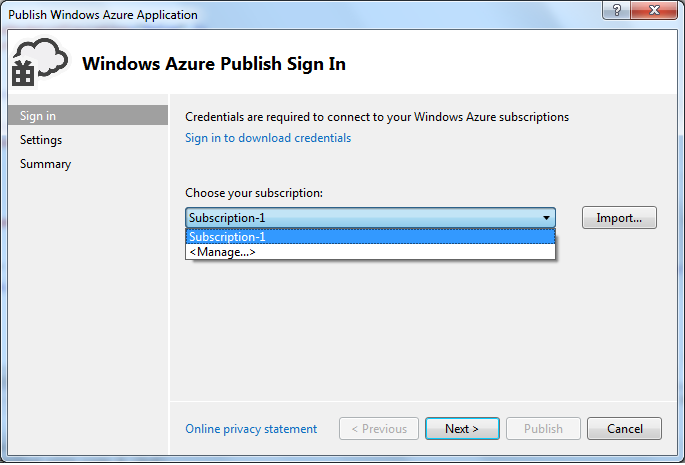 Publish Windows Azure Application
?
Windows Azure Publish Sign In
Sign in
Settings
Summary
Credentials are required to connect to your Windows Azure subscriptions
Sign in to download credentials
Choose your subscription:
Subscription-1
Import...
Subscription-1
<Manage...>
Online privacy statement
< Previous
Next >
Publish
Cancel